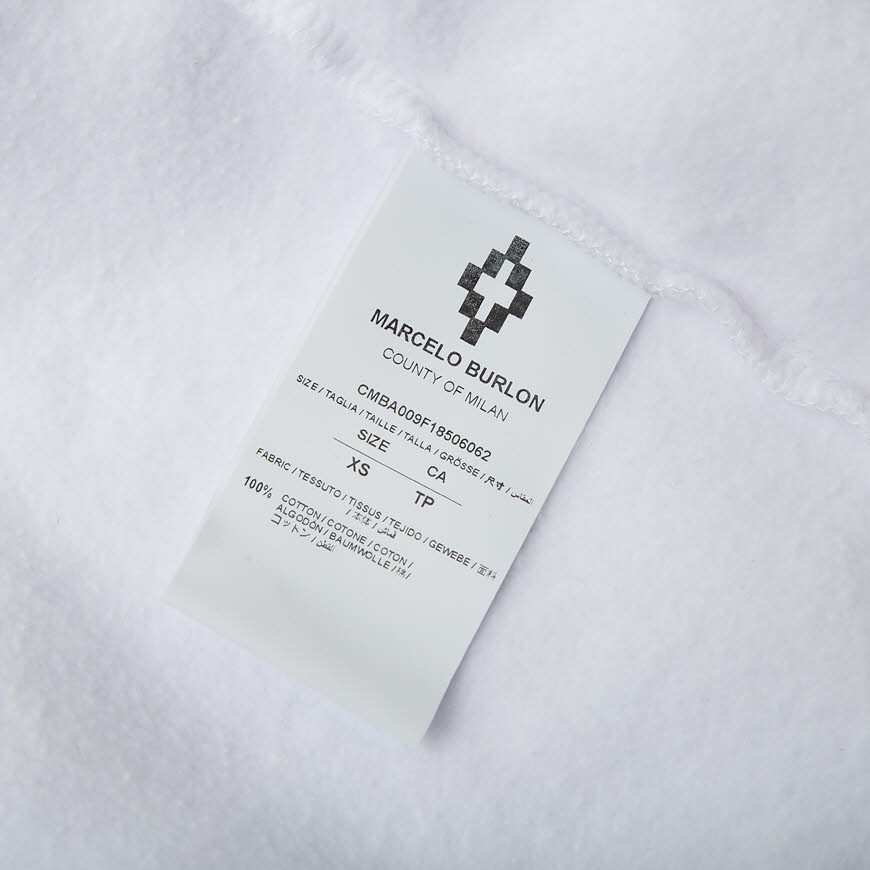 MARCELO BURLON
COUNTY OF MILAN
CMBA009F18506062
SIZE / TAGLIA / TAILLE / TALLA / GRÖSSE / 尺寸 / المقاس
SIZE CA
XS TP
FABRIC / TESSUTO / TISSUS / TEJIDO / GEWEBE / 面料
/ 本体 / قماش
100% COTTON / COTONE / COTON /
ALGODÓN / BAUMWOLLE / 棉/
コットン / القطن